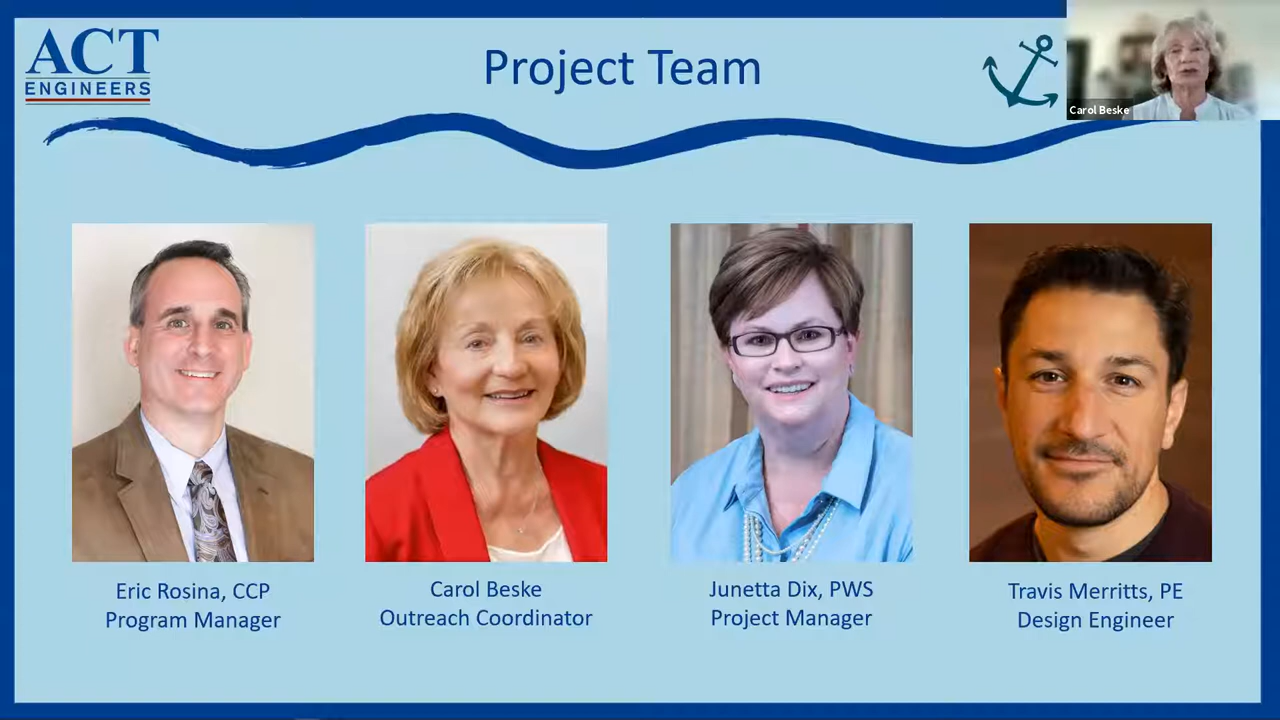 ACT
ENGINEERS
Project Team
Carol Beske
Eric Rosina, CCP
Program Manager
Carol Beske
Outreach Coordinator
Junetta Dix, PWS
Project Manager
Travis Merritts, PE
Design Engineer